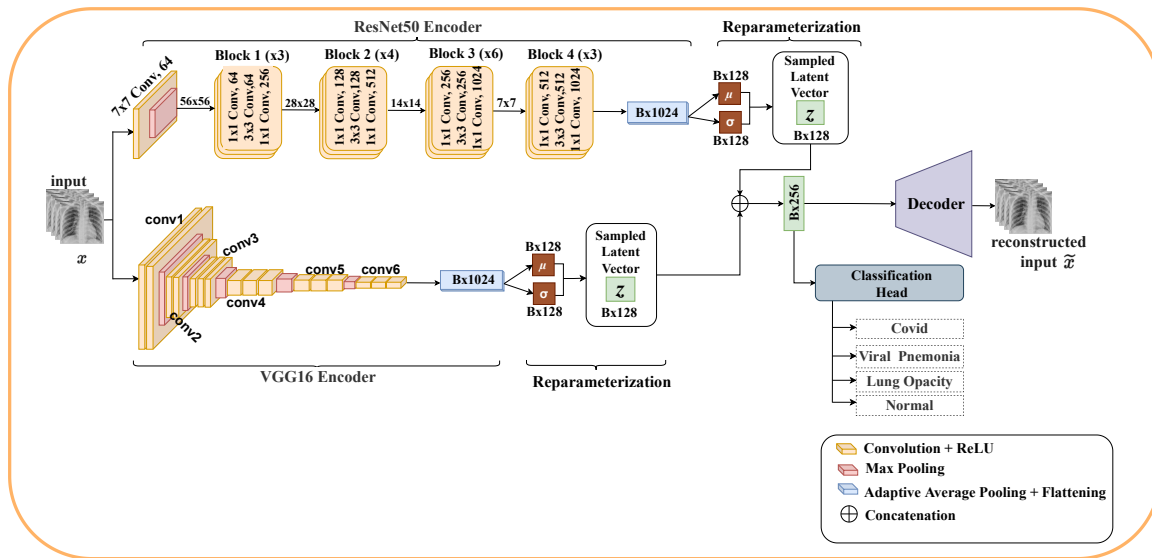 ResNet50 Encoder
Reparameterization
Block 1 (x3)
Block 2 (x4)
Block 3 (x6)
Block 4 (x3)
7x7 Conv, 64
56x56
1x1 Conv, 64
3x3 Conv,64
1x1 Conv, 256
28x28
1x1 Conv, 128
3x3 Conv,128
1x1 Conv, 512
14x14
1x1 Conv, 256
3x3 Conv,256
1x1 Conv, 1024
7x7
1x1 Conv, 512
3x3 Conv,512
1x1 Conv, 1024
Bx1024
Bx128
μ
σ
Bx128
Sampled
Latent
Vector
z
Bx128
input
x
conv1
conv2
conv3
conv4
conv5
conv6
Bx1024
Bx128
μ
σ
Bx128
Sampled
Latent
Vector
z
Bx128
VGG16 Encoder
Reparameterization
Bx256
Decoder
reconstructed
input x̃
Classification
Head
Covid
Viral Pnemonia
Lung Opacity
Normal
Convolution + ReLU
Max Pooling
Adaptive Average Pooling + Flattening
Concatenation